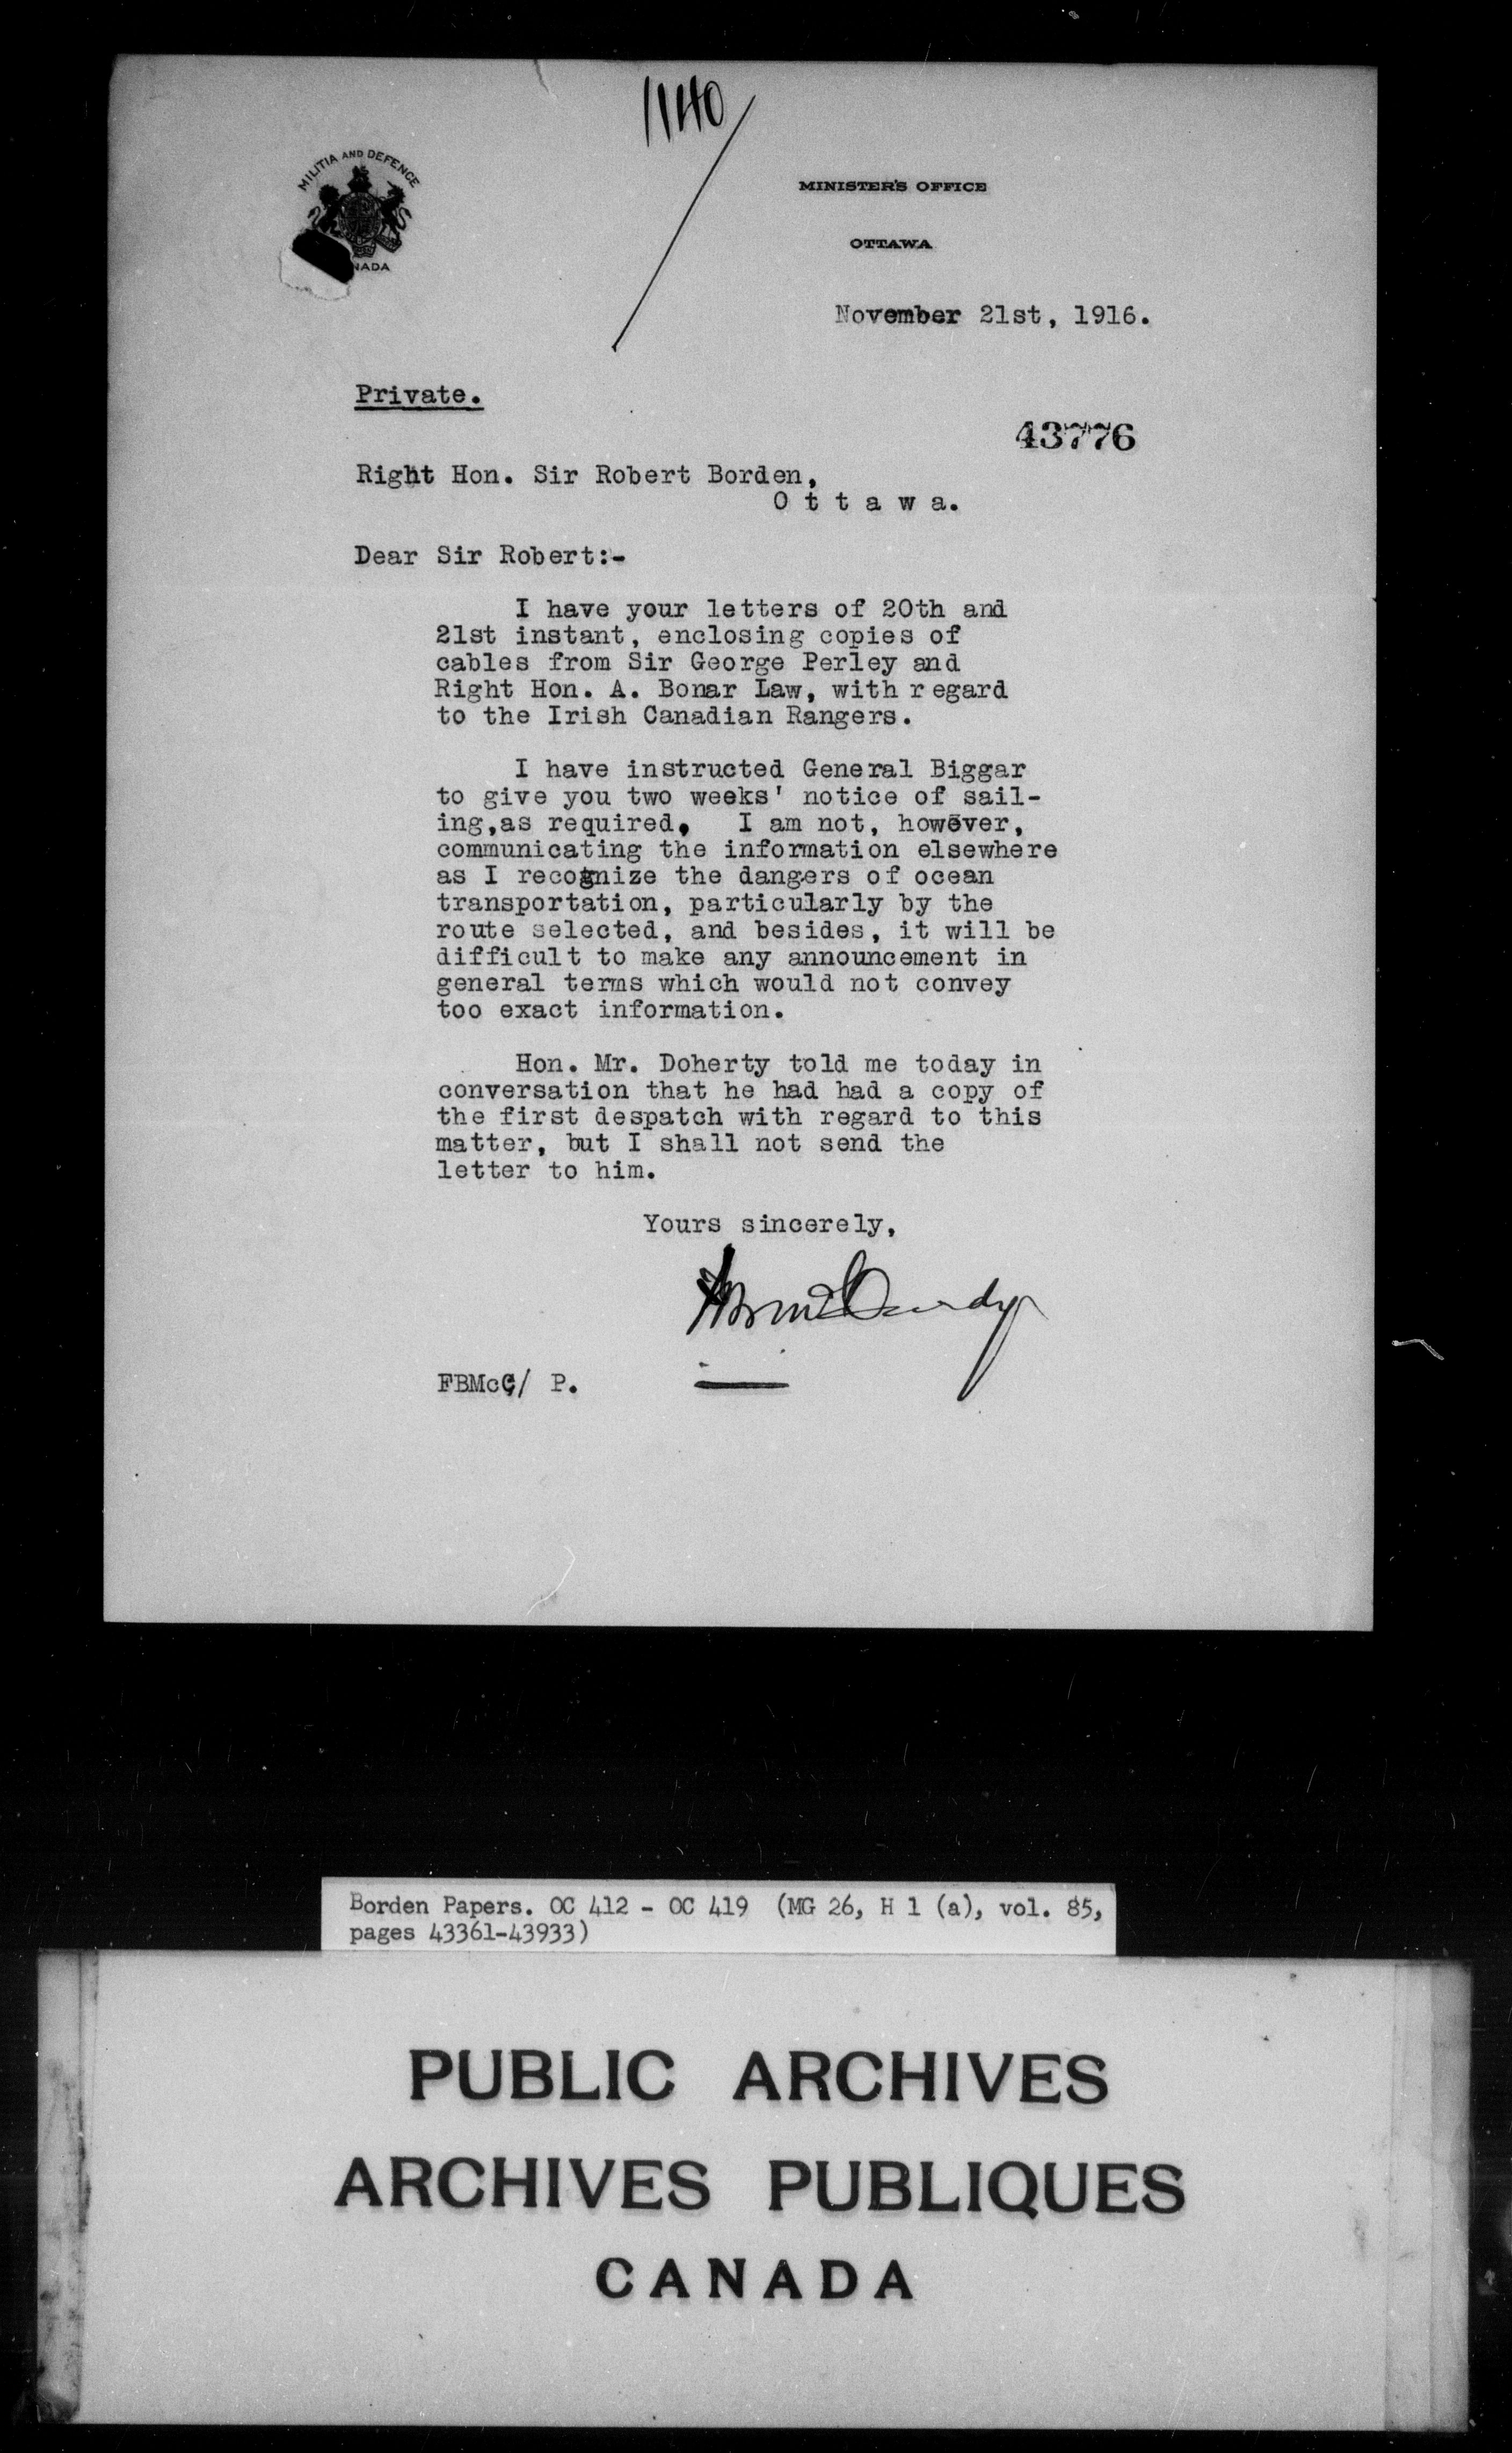 1140
MILITIA AND DEFENCE
NADA
MINISTER'S OFFICE
OTTAWA
November 21st, 1916.
Private.
43776
Right Hon. Sir Robert Borden,
O t t a w a.
Dear Sir Robert:-
I have your letters of 20th and
21st instant, enclosing copies of
cables from Sir George Perley and
Right Hon. A. Bonar Law, with regard
to the Irish Canadian Rangers.
I have instructed General Biggar
to give you two weeks' notice of sail-
ing,as required. I am not, however,
communicating the information elsewhere
as I recognize the dangers of ocean
transportation, particularly by the
route selected, and besides, it will be
difficult to make any announcement in
general terms which would not convey
too exact information.
Hon. Mr. Doherty told me today in
conversation that he had had a copy of
the first despatch with regard to this
matter, but I shall not send the
letter to him.
Yours sincerely,
FBMcC/ P.
Borden Papers. OC 412 - OC 419 (MG 26, H 1 (a), vol. 85,
pages 43361-43933)
PUBLIC ARCHIVES
ARCHIVES PUBLIQUES
CANADA